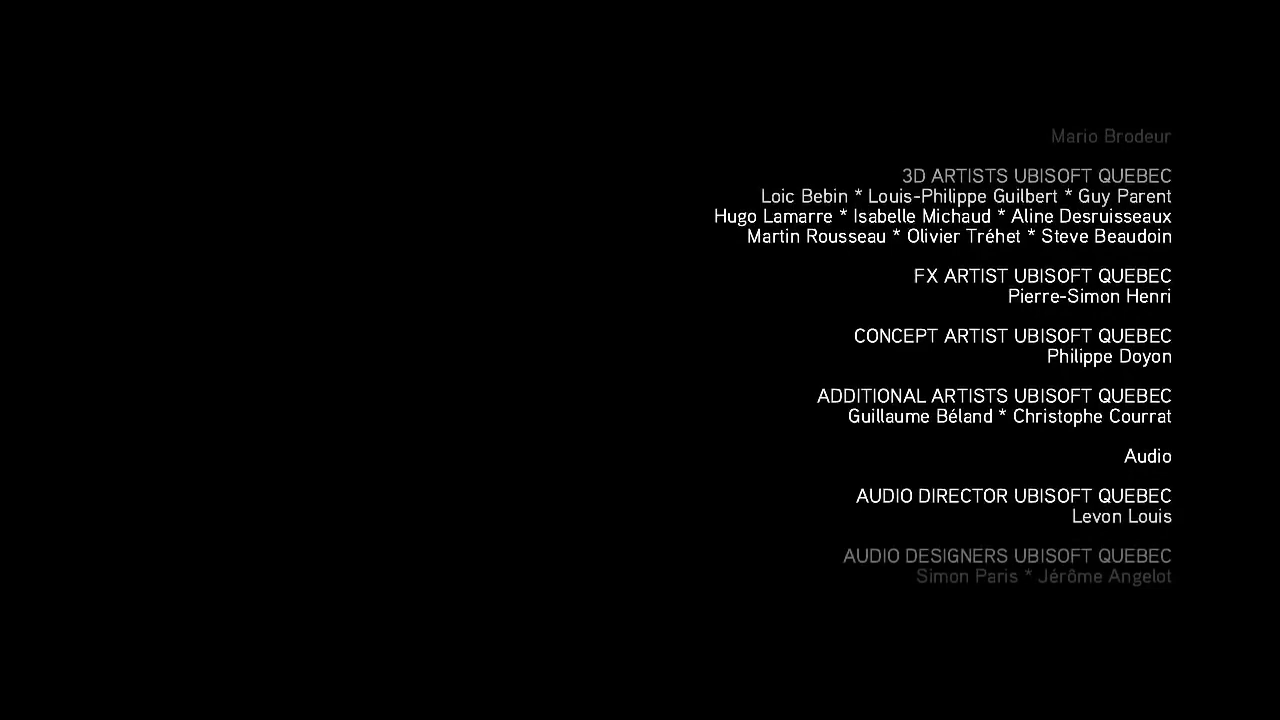 Mario Brodeur
3D ARTISTS UBISOFT QUEBEC
Loic Bebin * Louis-Philippe Guilbert * Guy Parent
Hugo Lamarre * Isabelle Michaud * Aline Desruisseaux
Martin Rousseau * Olivier Tréhet * Steve Beaudoin
FX ARTIST UBISOFT QUEBEC
Pierre-Simon Henri
CONCEPT ARTIST UBISOFT QUEBEC
Philippe Doyon
ADDITIONAL ARTISTS UBISOFT QUEBEC
Guillaume Béland * Christophe Courrat
Audio
AUDIO DIRECTOR UBISOFT QUEBEC
Levon Louis
AUDIO DESIGNERS UBISOFT QUEBEC
Simon Paris * Jérôme Angelot